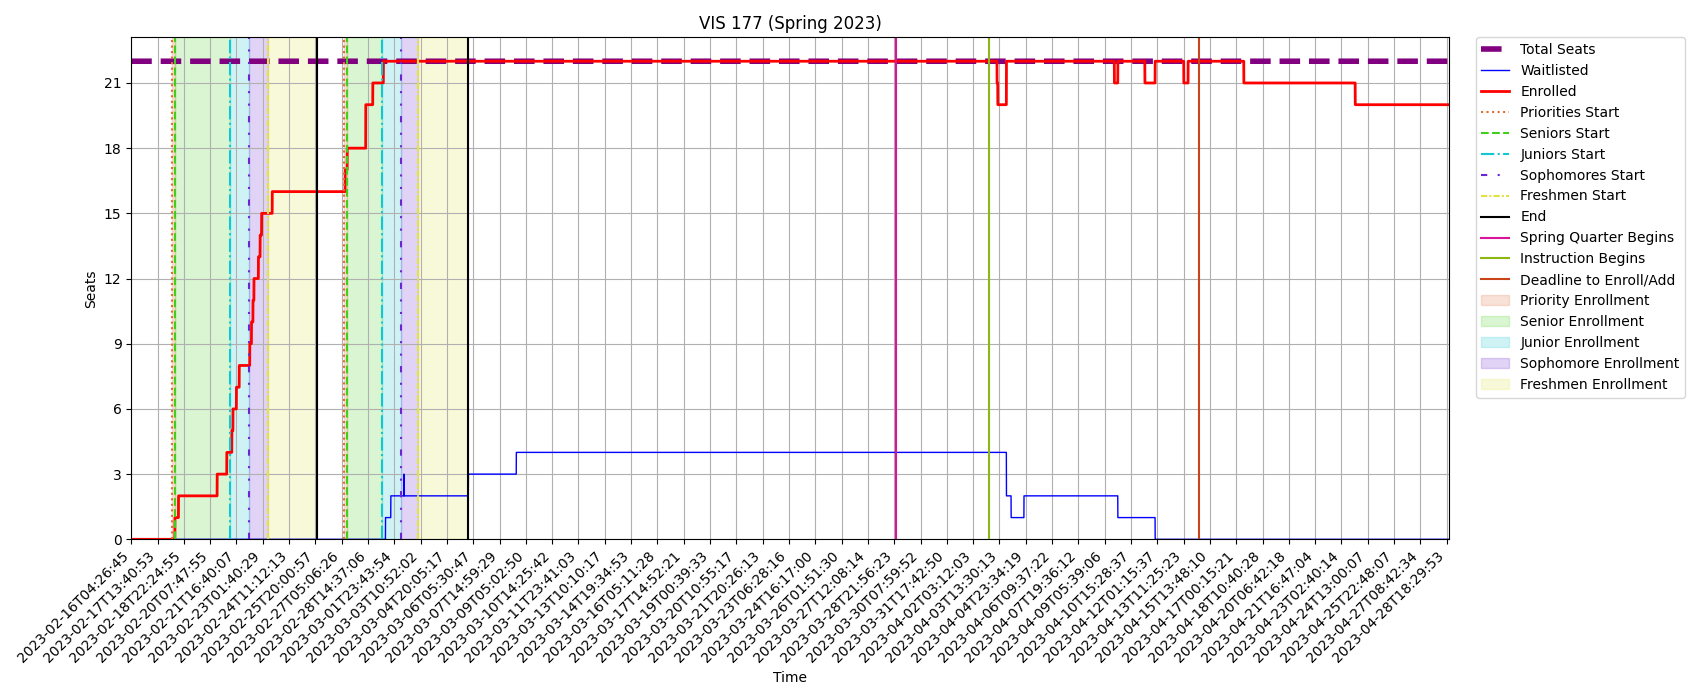 VIS 177 (Spring 2023)
Seats
21
18
15
12
9
6
3
0
2023-02-16T04:26:45
2023-02-17T13:40:53
2023-02-18T22:24:55
2023-02-20T07:47:55
2023-02-21T16:40:07
2023-02-23T01:40:29
2023-02-24T11:12:13
2023-02-25T20:00:57
2023-02-27T05:06:26
2023-02-28T14:37:06
2023-03-01T23:43:54
2023-03-03T10:52:02
2023-03-04T20:05:17
2023-03-06T05:30:47
2023-03-07T14:59:29
2023-03-09T05:02:50
2023-03-10T14:25:42
2023-03-11T23:41:03
2023-03-13T10:10:17
2023-03-14T19:34:53
2023-03-16T05:11:28
2023-03-17T14:52:21
2023-03-19T00:39:33
2023-03-20T10:55:17
2023-03-21T20:26:13
2023-03-23T06:28:16
2023-03-24T16:17:00
2023-03-26T01:51:30
2023-03-27T12:08:14
2023-03-28T21:56:23
2023-03-30T07:59:52
2023-03-31T17:42:50
2023-04-02T03:12:03
2023-04-03T13:30:13
2023-04-04T23:34:19
2023-04-06T09:37:22
2023-04-07T19:36:12
2023-04-09T05:39:06
2023-04-10T15:28:37
2023-04-12T01:15:37
2023-04-13T11:25:23
2023-04-15T13:48:10
2023-04-17T00:15:21
2023-04-18T10:40:28
2023-04-20T06:42:18
2023-04-21T16:47:04
2023-04-23T02:40:14
2023-04-24T13:00:07
2023-04-25T22:48:07
2023-04-27T08:42:34
2023-04-28T18:29:53
Time
Total Seats
Waitlisted
Enrolled
Priorities Start
Seniors Start
Juniors Start
Sophomores Start
Freshmen Start
End
Spring Quarter Begins
Instruction Begins
Deadline to Enroll/Add
Priority Enrollment
Senior Enrollment
Junior Enrollment
Sophomore Enrollment
Freshmen Enrollment